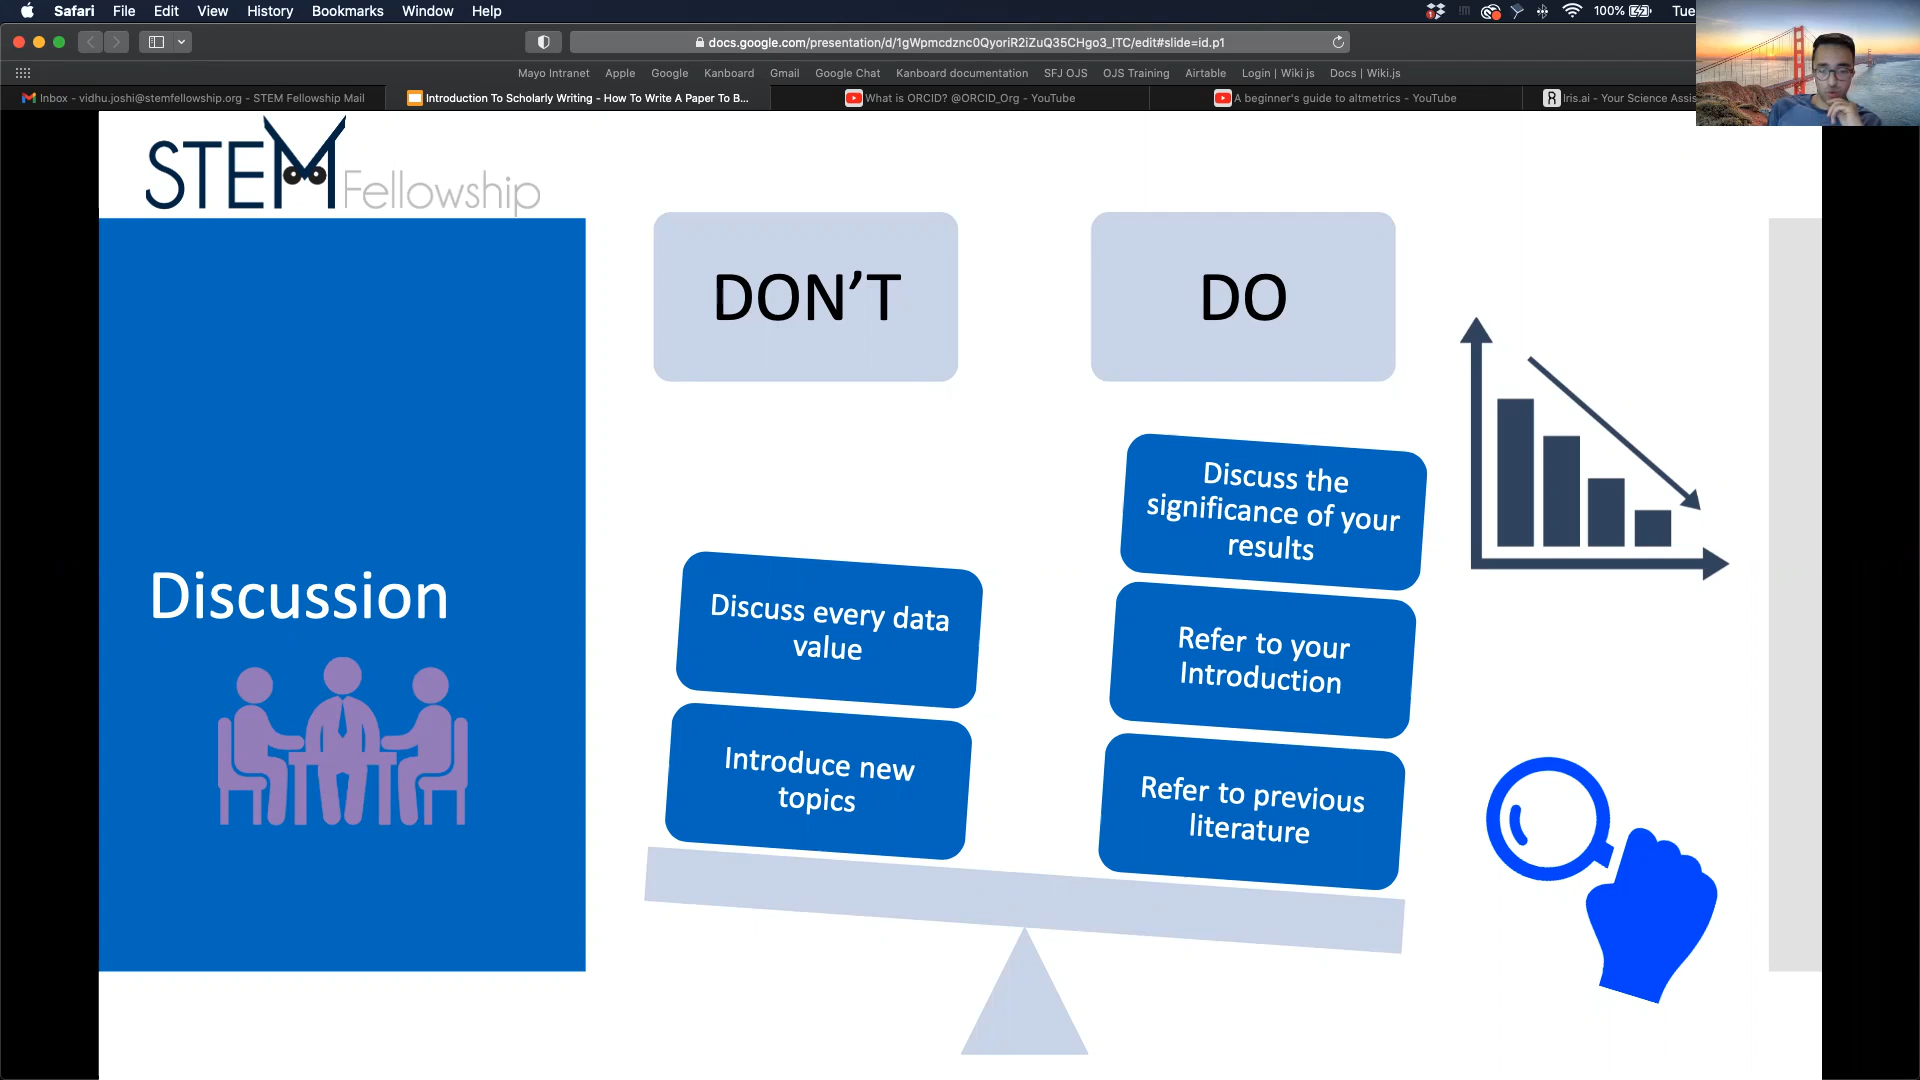 Safari File Edit View History Bookmarks Window Help 100% Tue
docs.google.com/presentation/d/1gWpmcdznc0QyoriR2iZuQ35CHgo3_ITC/edit#slide=id.p1
Mayo Intranet Apple Google Kanboard Gmail Google Chat Kanboard documentation SFJ OJS OJS Training Airtable Login | Wiki js Docs | Wiki.js
Inbox - vidhu.joshi@stemfellowship.org - STEM Fellowship Mail
Introduction To Scholarly Writing - How To Write A Paper To B...
What is ORCID? @ORCID_Org - YouTube
A beginner's guide to altmetrics - YouTube
Iris.ai - Your Science Assis
STEM Fellowship
Discussion
DON'T
Discuss every data
value
Introduce new
topics
DO
Discuss the
significance of your
results
Refer to your
Introduction
Refer to previous
literature